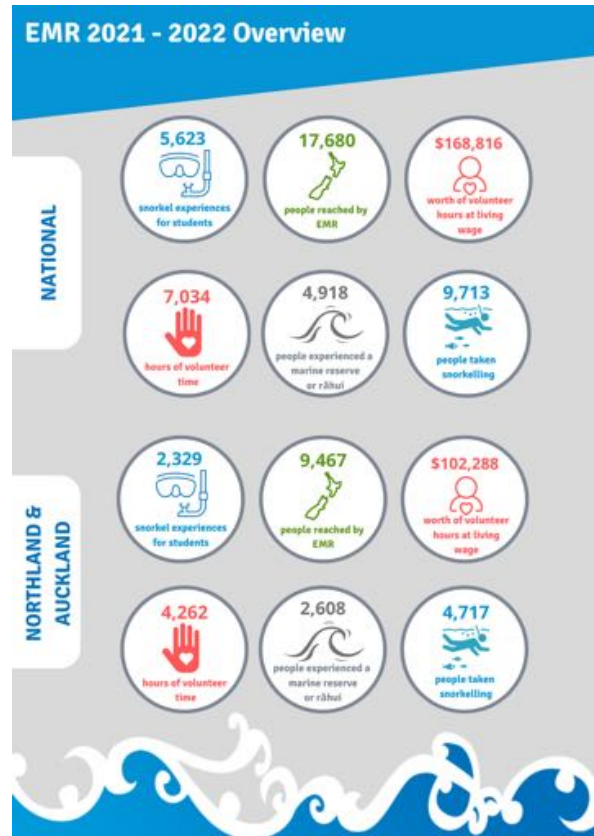 EMR 2021 - 2022 Overview
NATIONAL
5,623
snorkel experiences
for students
17,680
people reached by
EMR
$168,816
worth of volunteer
hours at living
wage
7,034
hours of volunteer
time
4,918
people experienced a
marine reserve
or rāhui
9,713
people taken
snorkelling
NORTHLAND &
AUCKLAND
2,329
snorkel experiences
for students
9,467
people reached by
EMR
$102,288
worth of volunteer
hours at living
wage
4,262
hours of volunteer
time
2,608
people experienced a
marine reserve
or rāhui
4,717
people taken
snorkelling